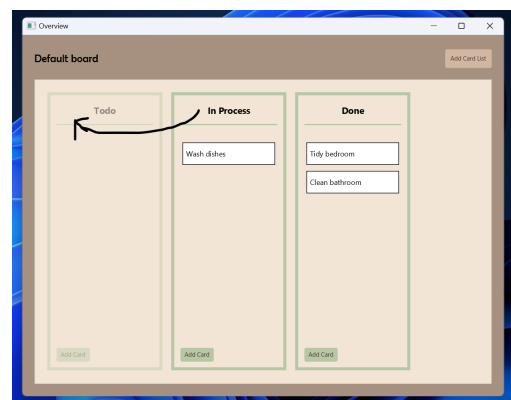 Overview
Default board
Add Card List
Todo
In Process
Done
Wash dishes
Tidy bedroom
Clean bathroom
Add Card
Add Card
Add Card